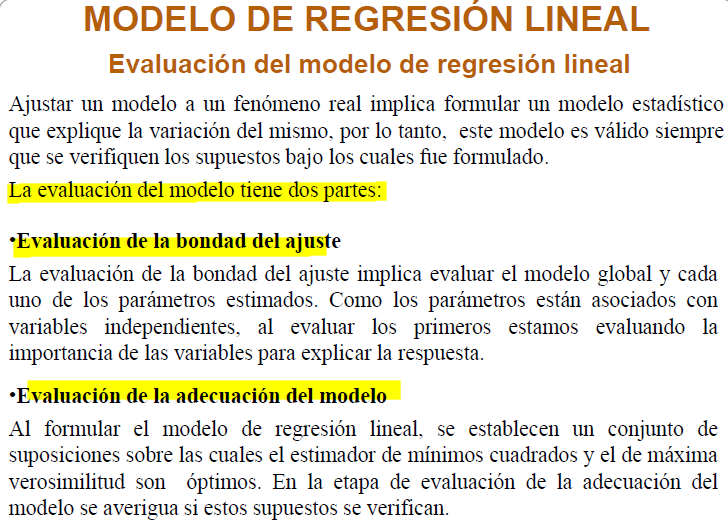 MODELO DE REGRESIÓN LINEAL
Evaluación del modelo de regresión lineal
Ajustar un modelo a un fenómeno real implica formular un modelo estadístico
que explique la variación del mismo, por lo tanto, este modelo es válido siempre
que se verifiquen los supuestos bajo los cuales fue formulado.
La evaluación del modelo tiene dos partes:
•Evaluación de la bondad del ajuste
La evaluación de la bondad del ajuste implica evaluar el modelo global y cada
uno de los parámetros estimados. Como los parámetros están asociados con
variables independientes, al evaluar los primeros estamos evaluando la
importancia de las variables para explicar la respuesta.
•Evaluación de la adecuación del modelo
Al formular el modelo de regresión lineal, se establecen un conjunto de
suposiciones sobre las cuales el estimador de mínimos cuadrados y el de máxima
verosimilitud son óptimos. En la etapa de evaluación de la adecuación del
modelo se averigua si estos supuestos se verifican.